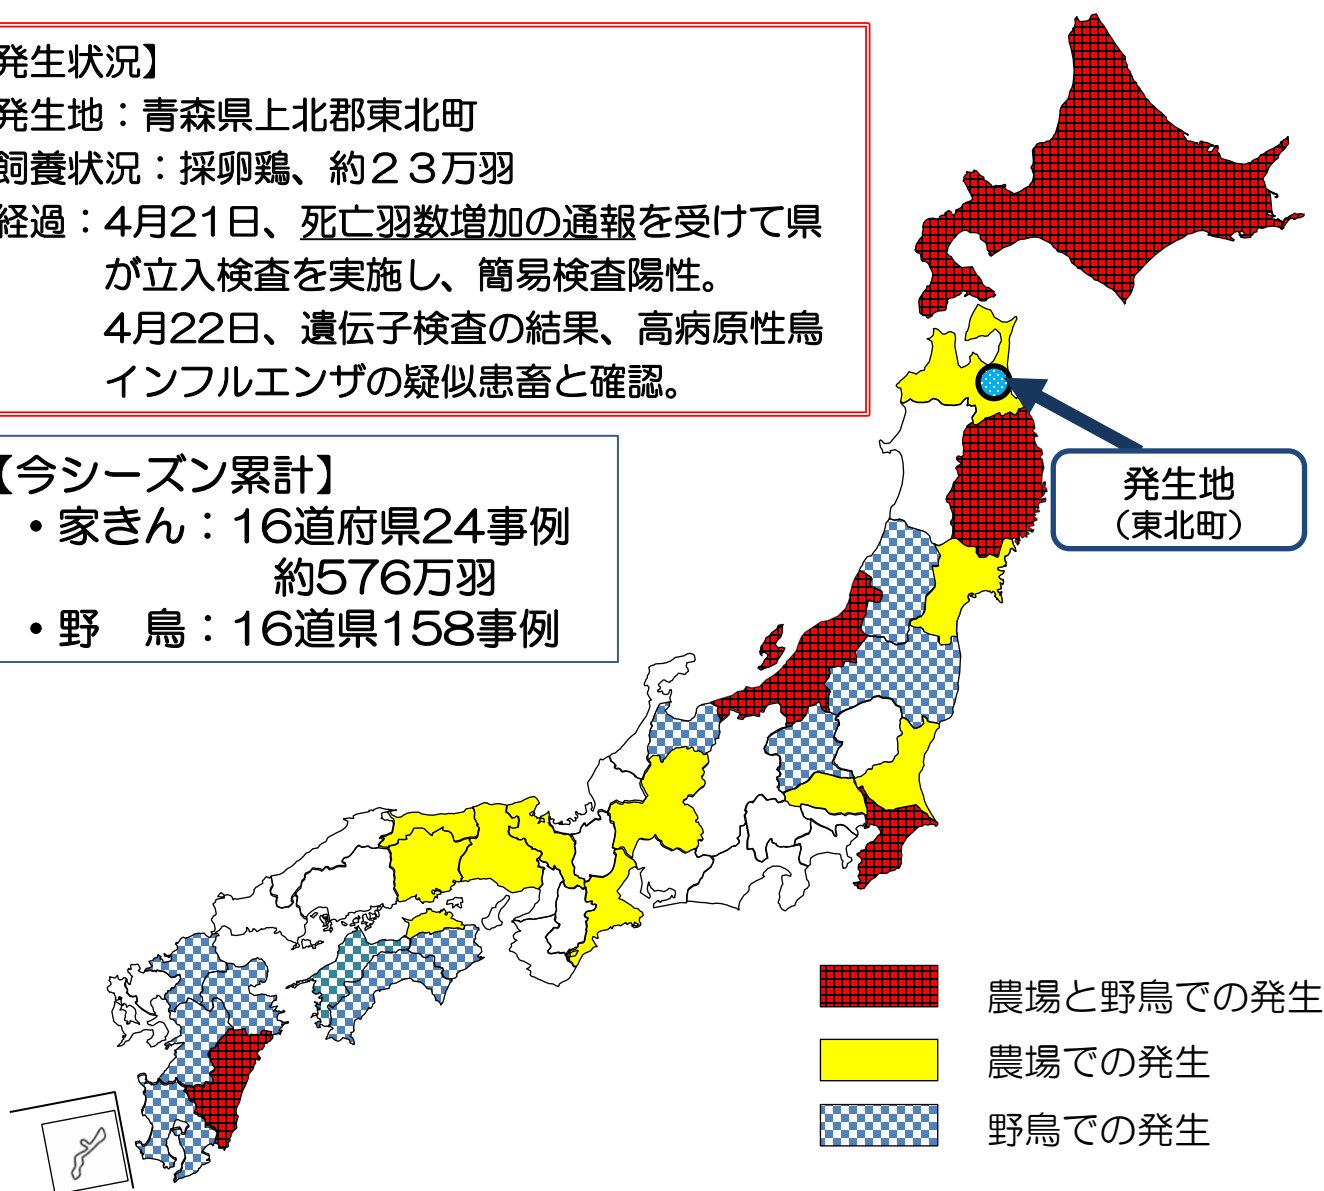 発生状況】
発生地：青森県上北郡東北町
飼養状況：採卵鶏、約２３万羽
経過：4月21日、死亡羽数増加の通報を受けて県
が立入検査を実施し、簡易検査陽性。
4月22日、遺伝子検査の結果、高病原性鳥
インフルエンザの疑似患畜と確認。
【今シーズン累計】
・家きん：16道府県24事例
約576万羽
・野　鳥：16道県158事例
発生地
（東北町）
農場と野鳥での発生
農場での発生
野鳥での発生